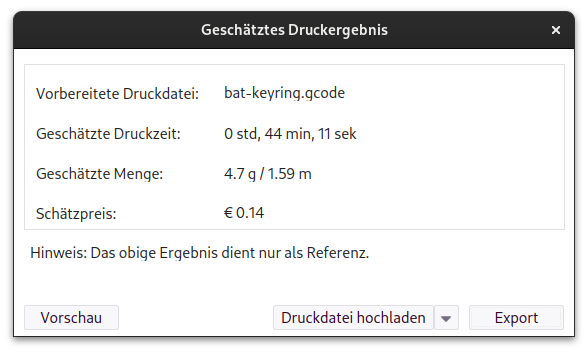 Geschätztes Druckergebnis
Vorbereitete Druckdatei: bat-keyring.gcode
Geschätzte Druckzeit: 0 std, 44 min, 11 sek
Geschätzte Menge: 4.7 g / 1.59 m
Schätzpreis: € 0.14
Hinweis: Das obige Ergebnis dient nur als Referenz.
Vorschau Druckdatei hochladen Export